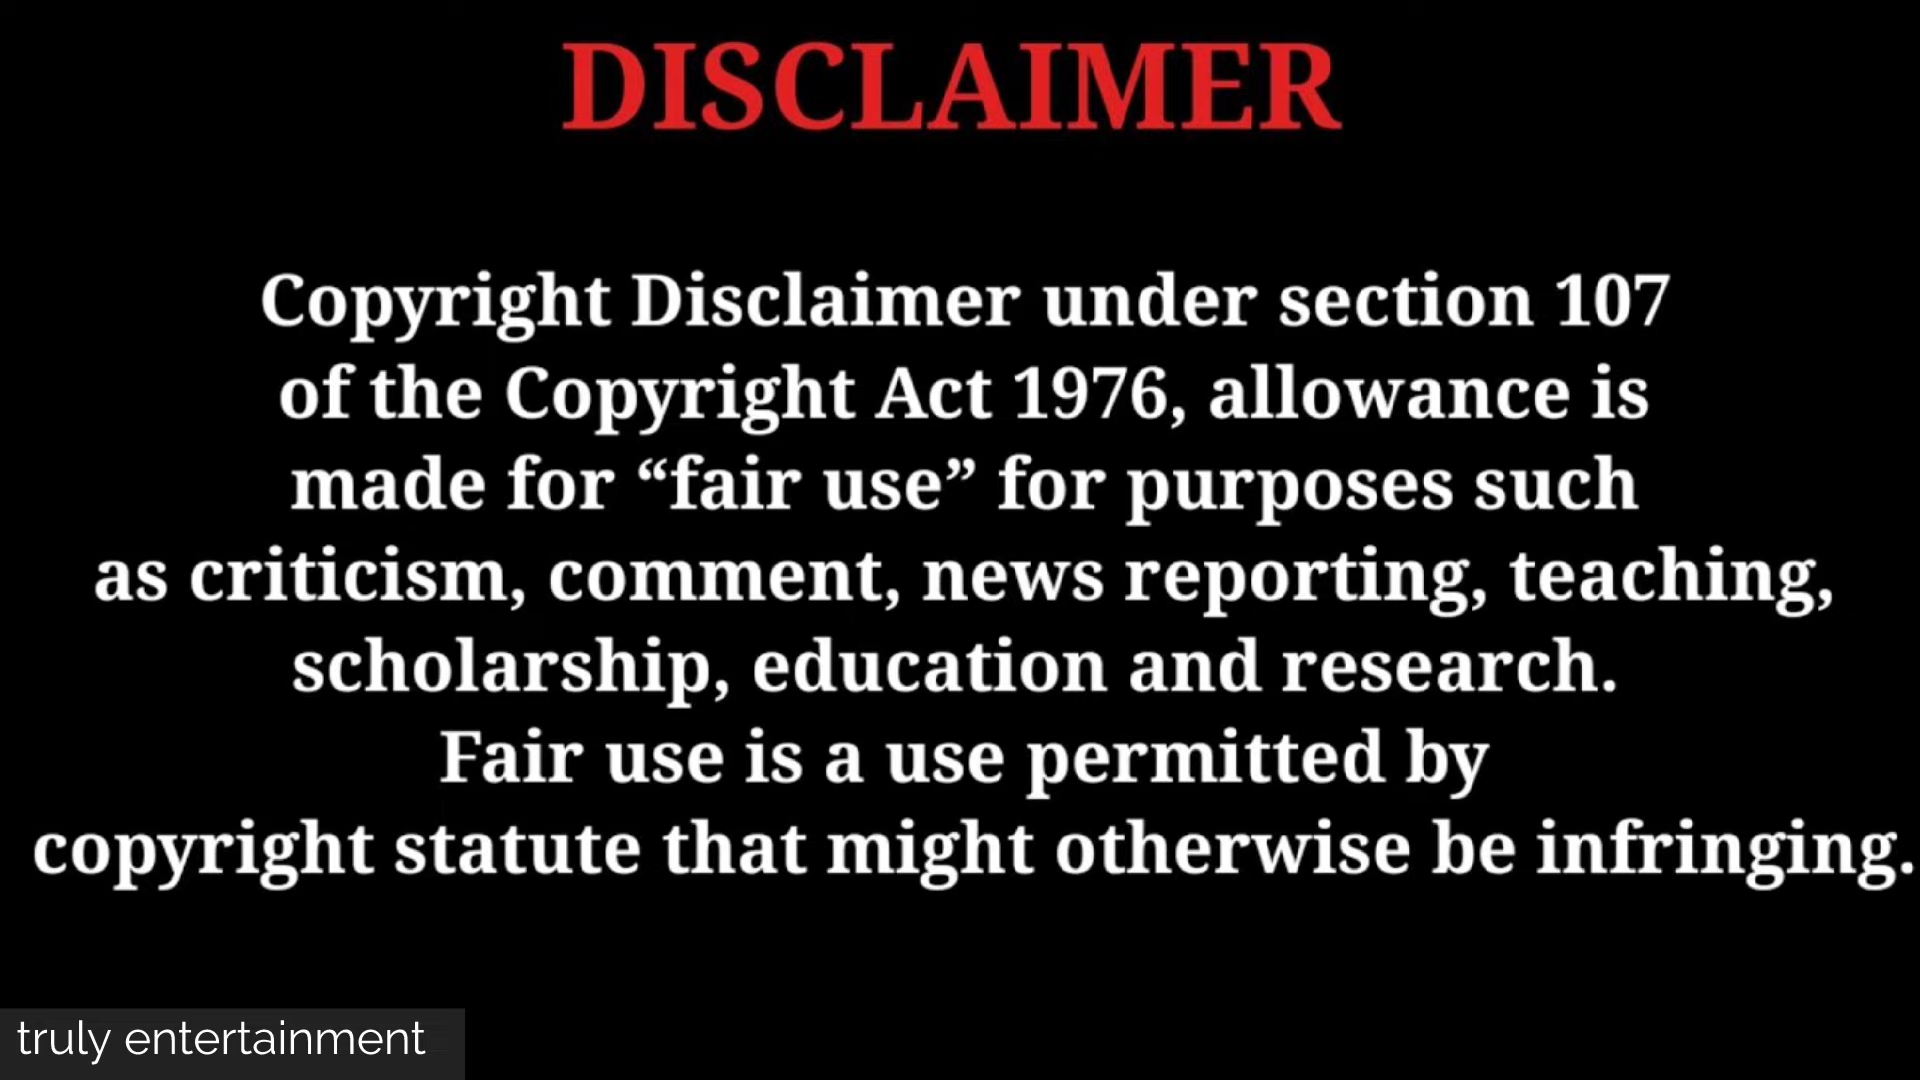 DISCLAIMER
Copyright Disclaimer under section 107
of the Copyright Act 1976, allowance is
made for “fair use” for purposes such
as criticism, comment, news reporting, teaching,
scholarship, education and research.
Fair use is a use permitted by
copyright statute that might otherwise be infringing.
truly entertainment